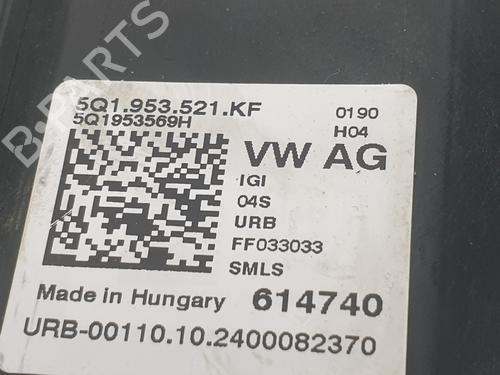 B-PARTS
5Q1.953.521.KF
0190
5Q1953569H
H04
VW AG
IGI
04S
URB
FF033033
SMLS
Made in Hungary 614740
URB-00110.10.2400082370